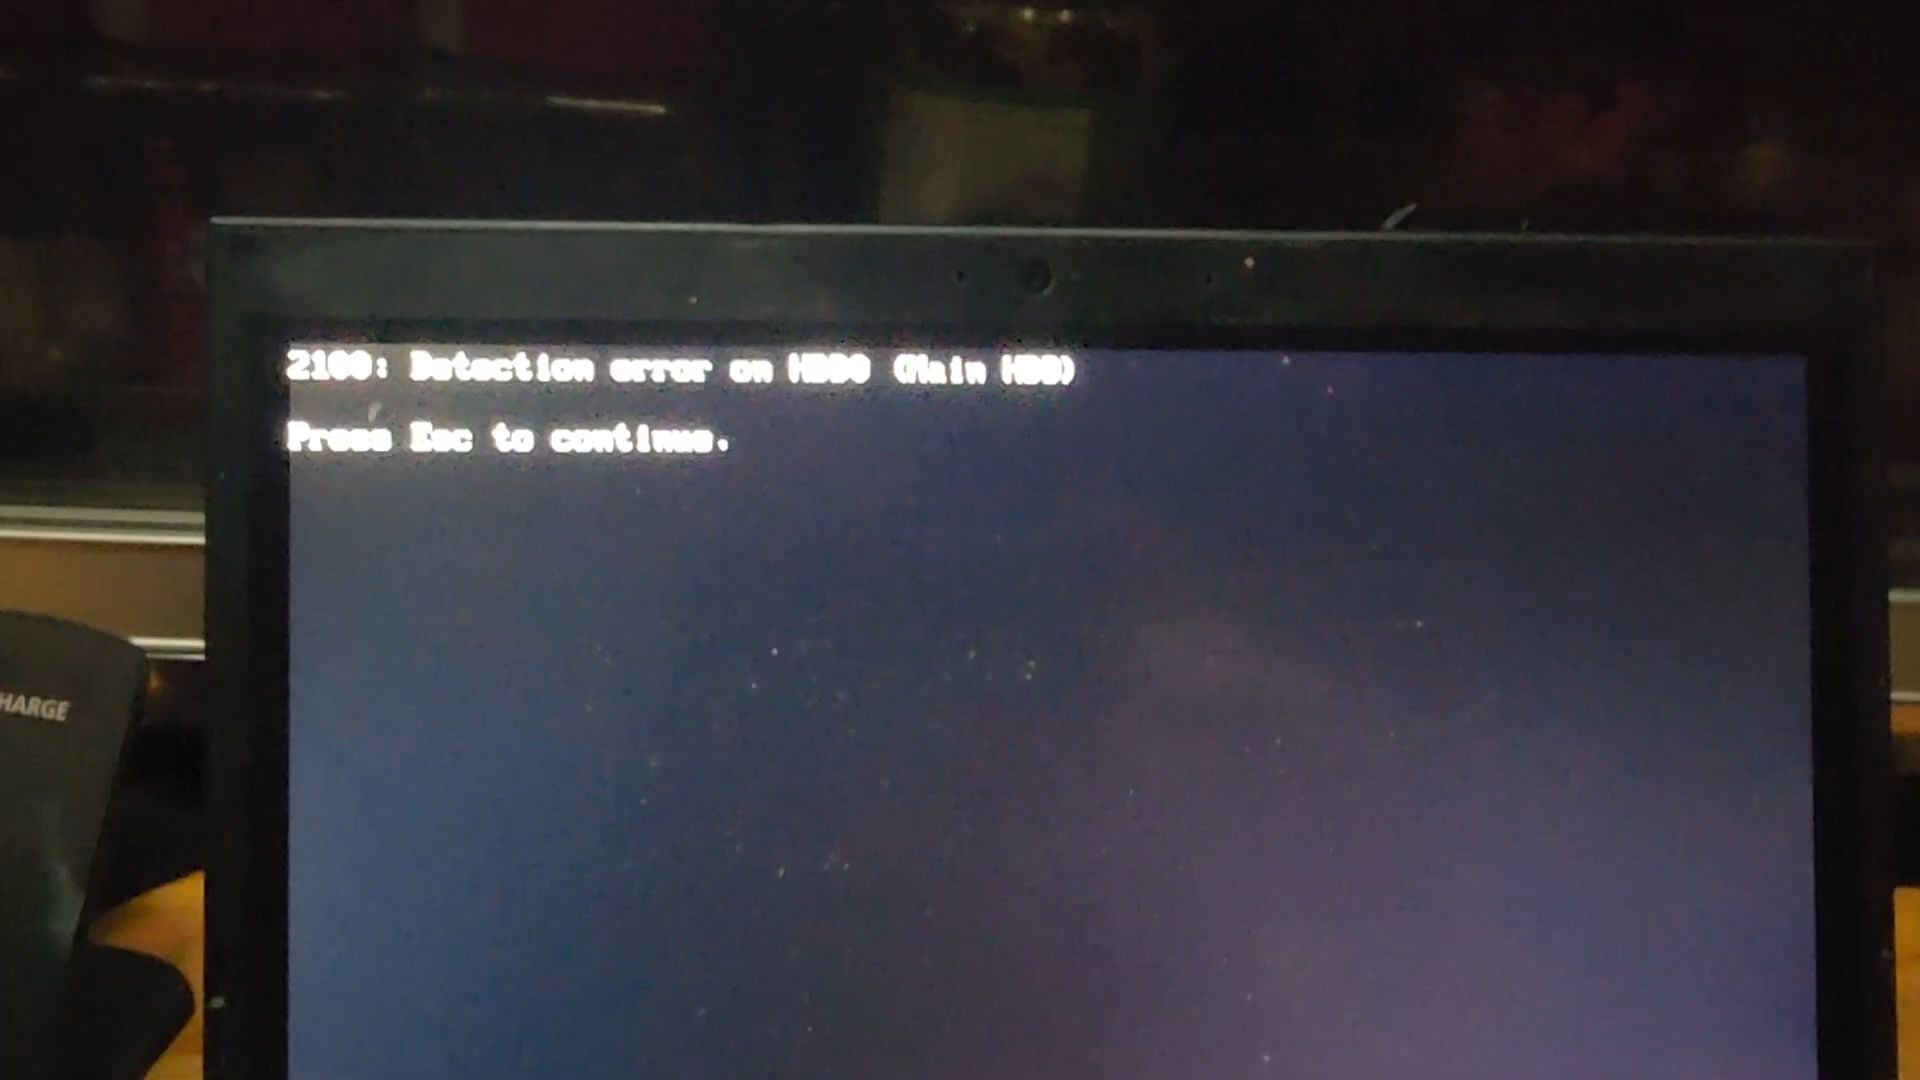 2100: Detection error on HDD0 (Main HDD)
Press Esc to continue.
HARGE